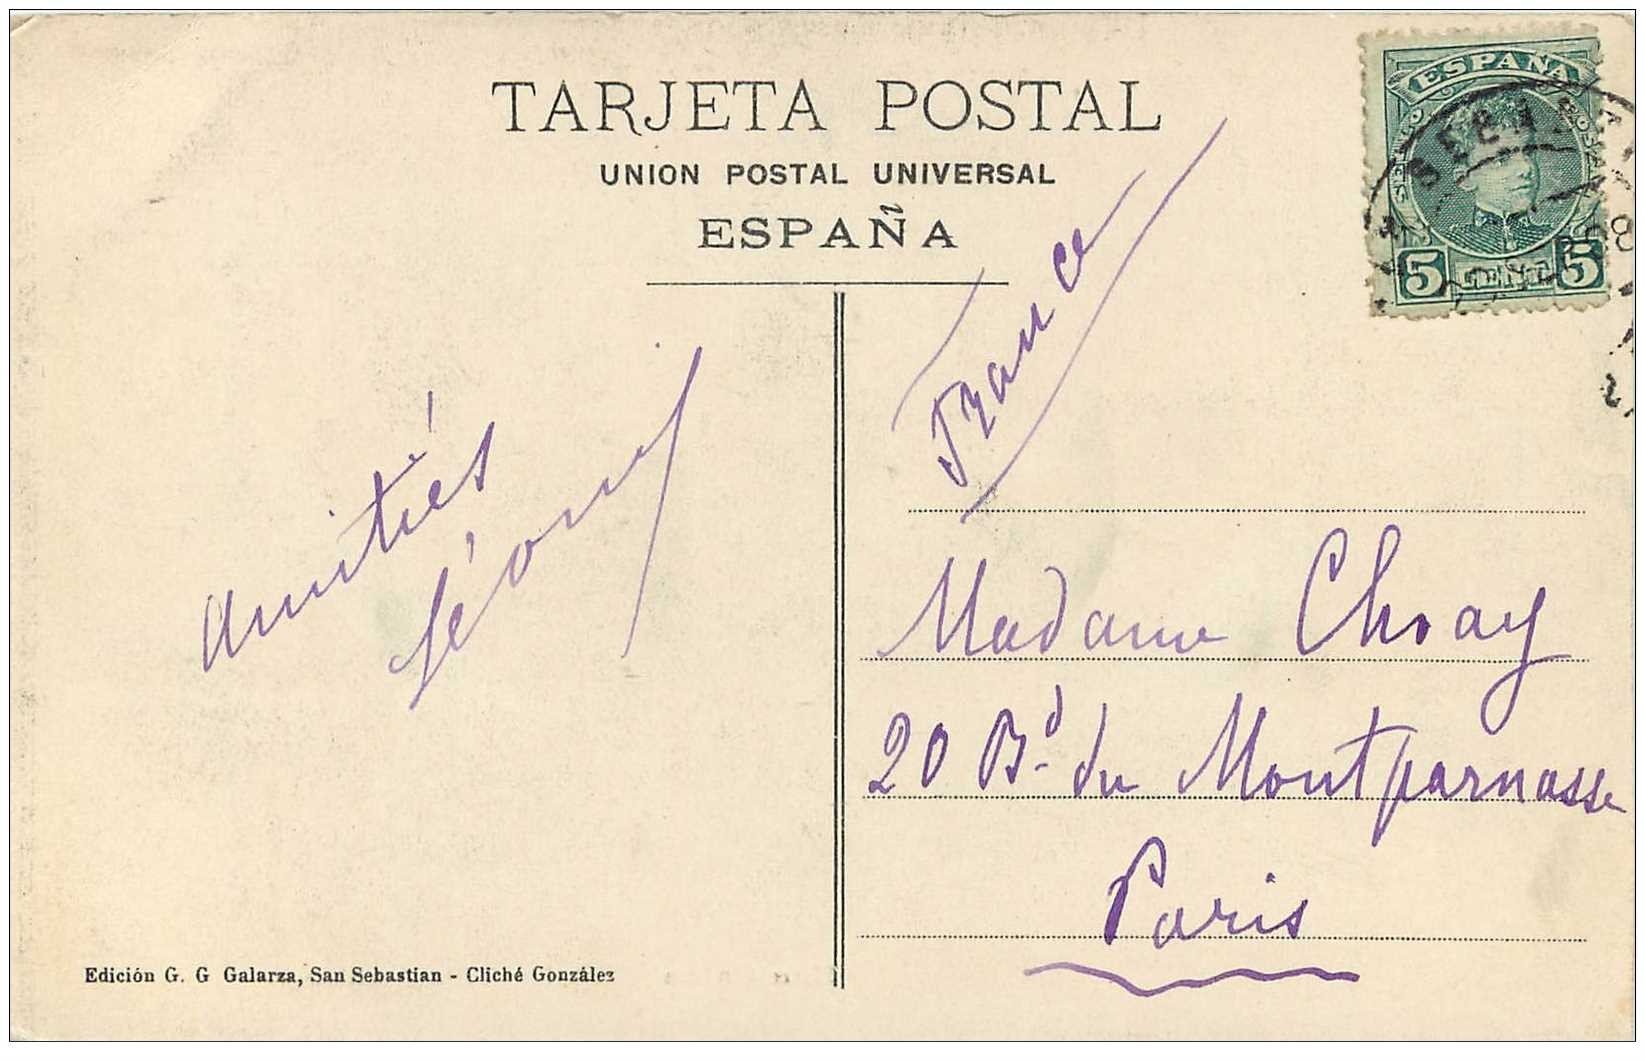 TARJETA POSTAL
UNION POSTAL UNIVERSAL
ESPAÑA
ESPAÑA
5 CENT 5
France
Amitiés
Madame Choay
20 Bd. du Montparnasse
Paris
Edición G. G Galarza, San Sebastian - Cliché González